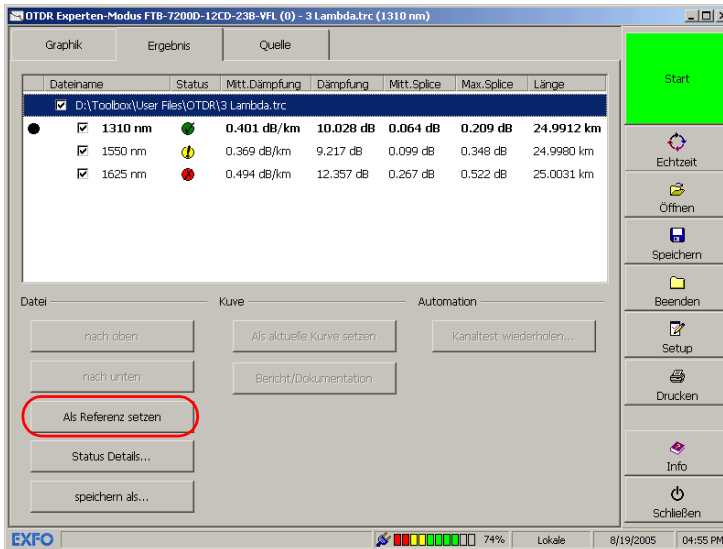 OTDR Experten-Modus FTB-7200D-12CD-23B-VFL (0) - 3 Lambda.trc (1310 nm)
Graphik Ergebnis Quelle
Dateiname Status Mitt.Dämpfung Dämpfung Mitt.Splice Max.Splice Länge
D:\Toolbox\User Files\OTDR\3 Lambda.trc
1310 nm 0.401 dB/km 10.028 dB 0.064 dB 0.209 dB 24.9912 km
1550 nm 0.369 dB/km 9.217 dB 0.099 dB 0.348 dB 24.9980 km
1625 nm 0.494 dB/km 12.357 dB 0.267 dB 0.522 dB 25.0031 km
Datei Kuve Automation
nach oben Als aktuelle Kurve setzen Kanaltest wiederholen...
nach unten Bericht/Dokumentation
Als Referenz setzen
Status Details...
speichern als...
Start
Echtzeit
Öffnen
Speichern
Beenden
Setup
Drucken
Info
Schließen
EXFO 74% Lokale 8/19/2005 04:55 PM